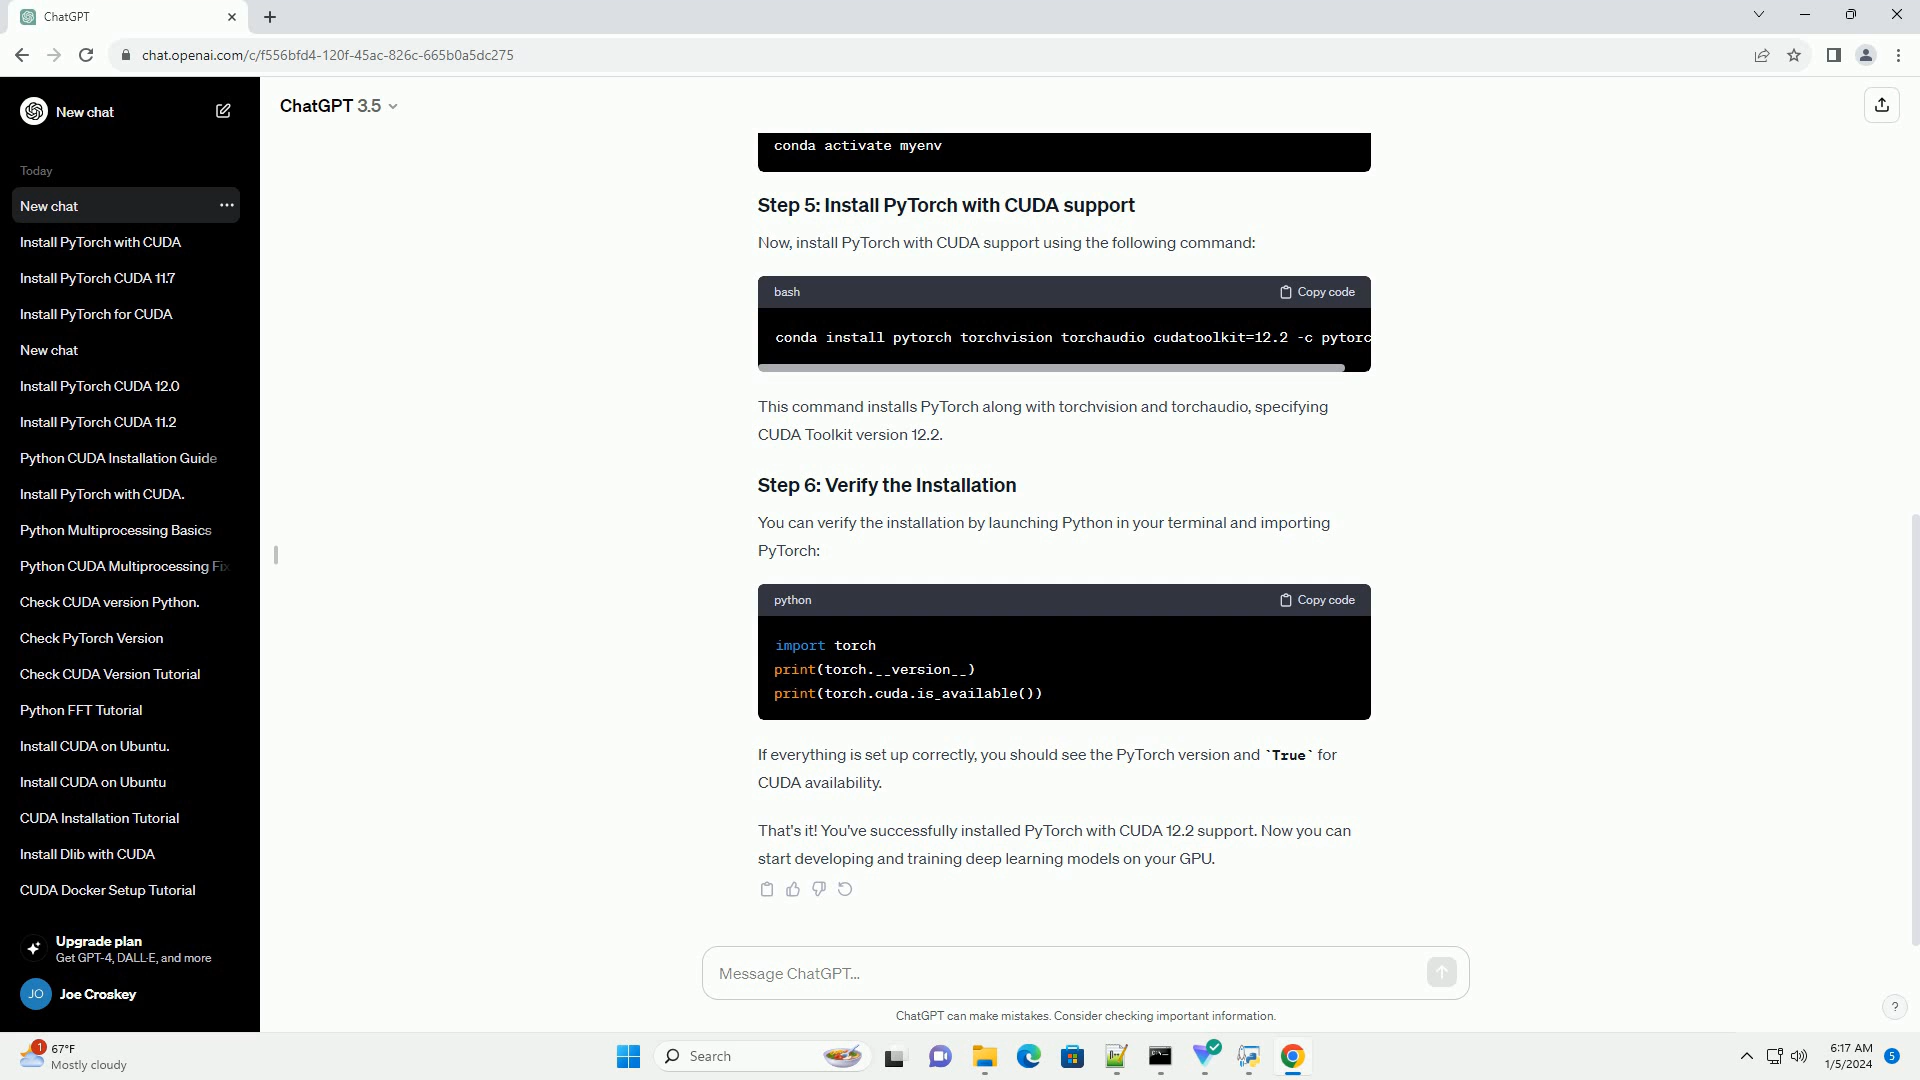 ChatGPT
chat.openai.com/c/f556bfd4-120f-45ac-826c-665b0a5dc275
New chat
Today
New chat
Install PyTorch with CUDA
Install PyTorch CUDA 11.7
Install PyTorch for CUDA
New chat
Install PyTorch CUDA 12.0
Install PyTorch CUDA 11.2
Python CUDA Installation Guide
Install PyTorch with CUDA.
Python Multiprocessing Basics
Python CUDA Multiprocessing Fix
Check CUDA version Python.
Check PyTorch Version
Check CUDA Version Tutorial
Python FFT Tutorial
Install CUDA on Ubuntu.
Install CUDA on Ubuntu
CUDA Installation Tutorial
Install Dlib with CUDA
CUDA Docker Setup Tutorial
Upgrade plan
Get GPT-4, DALL·E, and more
JO Joe Croskey
ChatGPT 3.5
conda activate myenv
Step 5: Install PyTorch with CUDA support
Now, install PyTorch with CUDA support using the following command:
bash Copy code
conda install pytorch torchvision torchaudio cudatoolkit=12.2 -c pytorc
This command installs PyTorch along with torchvision and torchaudio, specifying
CUDA Toolkit version 12.2.
Step 6: Verify the Installation
You can verify the installation by launching Python in your terminal and importing
PyTorch:
python Copy code
import torch
print(torch.__version__)
print(torch.cuda.is_available())
If everything is set up correctly, you should see the PyTorch version and `True` for
CUDA availability.
That's it! You've successfully installed PyTorch with CUDA 12.2 support. Now you can
start developing and training deep learning models on your GPU.
Message ChatGPT...
ChatGPT can make mistakes. Consider checking important information.
?
1
67°F
Mostly cloudy
Search
6:17 AM
1/5/2024
5